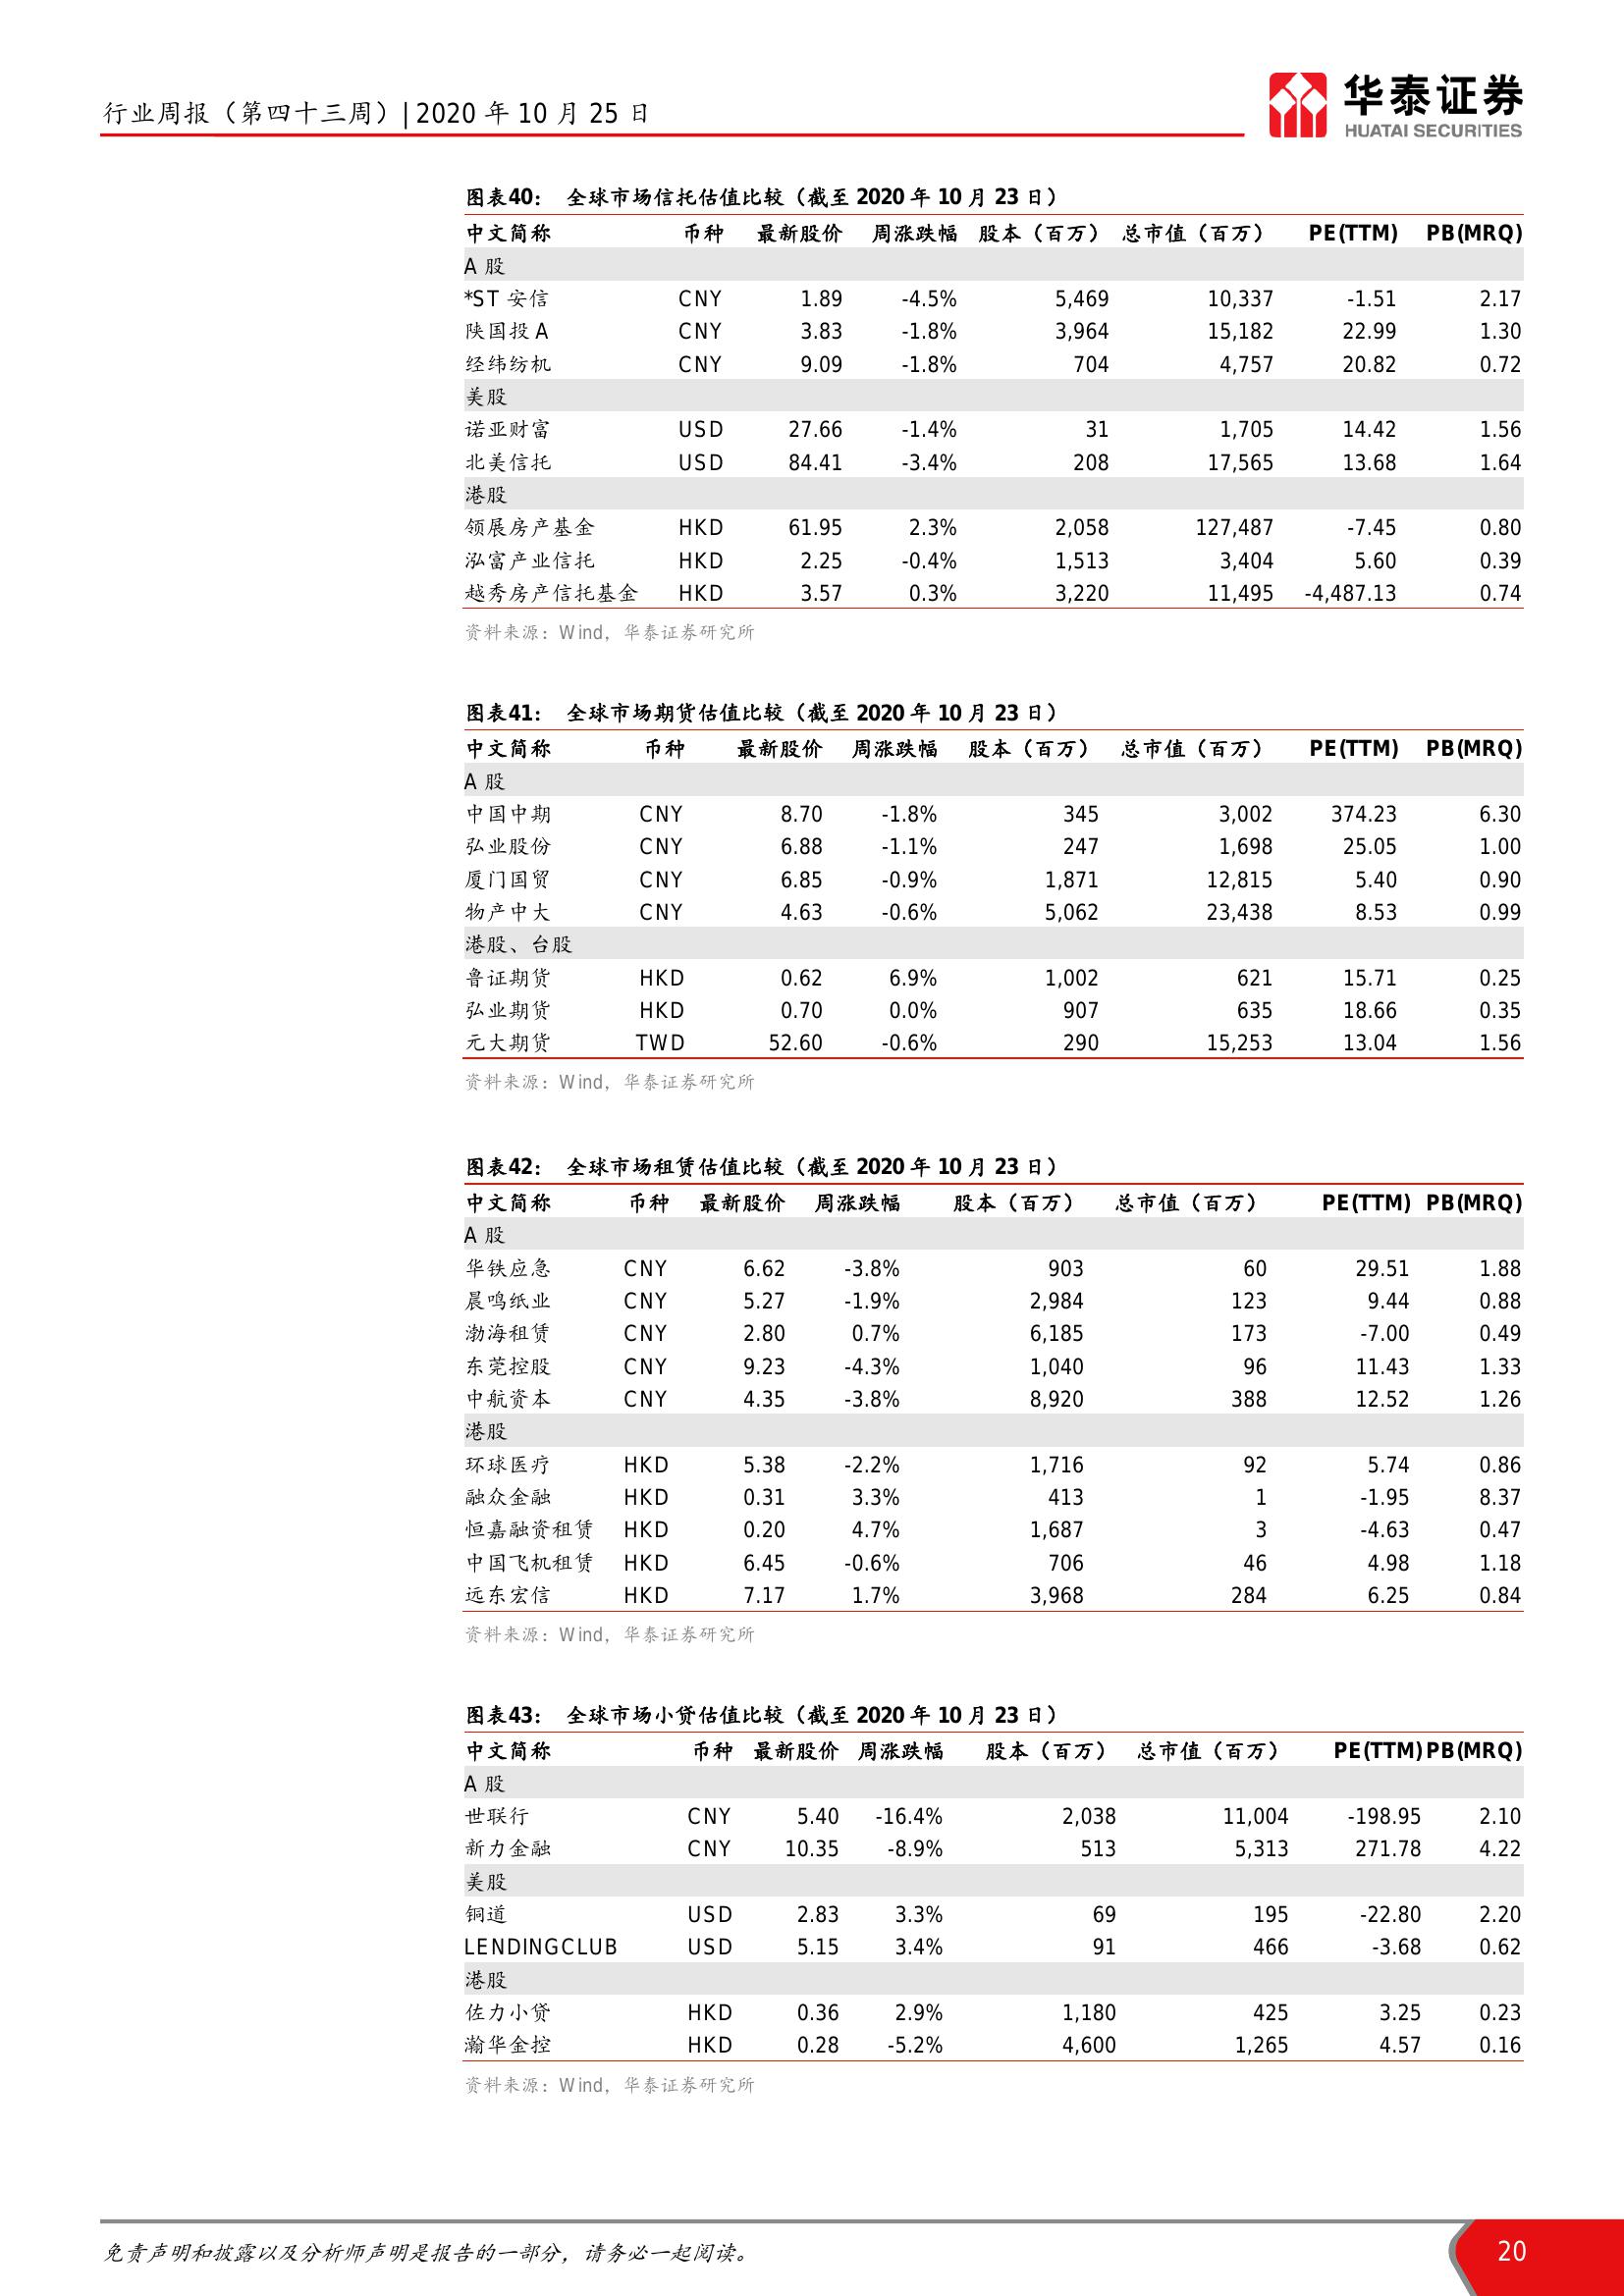 行业周报（第四十三周）| 2020 年 10 月 25 日
华泰证券
HUATAI SECURITIES
图表40： 全球市场信托估值比较（截至 2020 年 10 月 23 日）
中文简称 币种 最新股价 周涨跌幅 股本（百万） 总市值（百万） PE(TTM) PB(MRQ)
A 股
*ST 安信 CNY 1.89 -4.5% 5,469 10,337 -1.51 2.17
陕国投 A CNY 3.83 -1.8% 3,964 15,182 22.99 1.30
经纬纺机 CNY 9.09 -1.8% 704 4,757 20.82 0.72
美股
诺亚财富 USD 27.66 -1.4% 31 1,705 14.42 1.56
北美信托 USD 84.41 -3.4% 208 17,565 13.68 1.64
港股
领展房产基金 HKD 61.95 2.3% 2,058 127,487 -7.45 0.80
泓富产业信托 HKD 2.25 -0.4% 1,513 3,404 5.60 0.39
越秀房产信托基金 HKD 3.57 0.3% 3,220 11,495 -4,487.13 0.74
资料来源：Wind，华泰证券研究所
图表41： 全球市场期货估值比较（截至 2020 年 10 月 23 日）
中文简称 币种 最新股价 周涨跌幅 股本（百万） 总市值（百万） PE(TTM) PB(MRQ)
A 股
中国中期 CNY 8.70 -1.8% 345 3,002 374.23 6.30
弘业股份 CNY 6.88 -1.1% 247 1,698 25.05 1.00
厦门国贸 CNY 6.85 -0.9% 1,871 12,815 5.40 0.90
物产中大 CNY 4.63 -0.6% 5,062 23,438 8.53 0.99
港股、台股
鲁证期货 HKD 0.62 6.9% 1,002 621 15.71 0.25
弘业期货 HKD 0.70 0.0% 907 635 18.66 0.35
元大期货 TWD 52.60 -0.6% 290 15,253 13.04 1.56
资料来源：Wind，华泰证券研究所
图表42： 全球市场租赁估值比较（截至 2020 年 10 月 23 日）
中文简称 币种 最新股价 周涨跌幅 股本（百万） 总市值（百万） PE(TTM) PB(MRQ)
A 股
华铁应急 CNY 6.62 -3.8% 903 60 29.51 1.88
晨鸣纸业 CNY 5.27 -1.9% 2,984 123 9.44 0.88
渤海租赁 CNY 2.80 0.7% 6,185 173 -7.00 0.49
东莞控股 CNY 9.23 -4.3% 1,040 96 11.43 1.33
中航资本 CNY 4.35 -3.8% 8,920 388 12.52 1.26
港股
环球医疗 HKD 5.38 -2.2% 1,716 92 5.74 0.86
融众金融 HKD 0.31 3.3% 413 1 -1.95 8.37
恒嘉融资租赁 HKD 0.20 4.7% 1,687 3 -4.63 0.47
中国飞机租赁 HKD 6.45 -0.6% 706 46 4.98 1.18
远东宏信 HKD 7.17 1.7% 3,968 284 6.25 0.84
资料来源：Wind，华泰证券研究所
图表43： 全球市场小贷估值比较（截至 2020 年 10 月 23 日）
中文简称 币种 最新股价 周涨跌幅 股本（百万） 总市值（百万） PE(TTM) PB(MRQ)
A 股
世联行 CNY 5.40 -16.4% 2,038 11,004 -198.95 2.10
新力金融 CNY 10.35 -8.9% 513 5,313 271.78 4.22
美股
铜道 USD 2.83 3.3% 69 195 -22.80 2.20
LENDINGCLUB USD 5.15 3.4% 91 466 -3.68 0.62
港股
佐力小贷 HKD 0.36 2.9% 1,180 425 3.25 0.23
瀚华金控 HKD 0.28 -5.2% 4,600 1,265 4.57 0.16
资料来源：Wind，华泰证券研究所
免责声明和披露以及分析师声明是报告的一部分，请务必一起阅读。 20